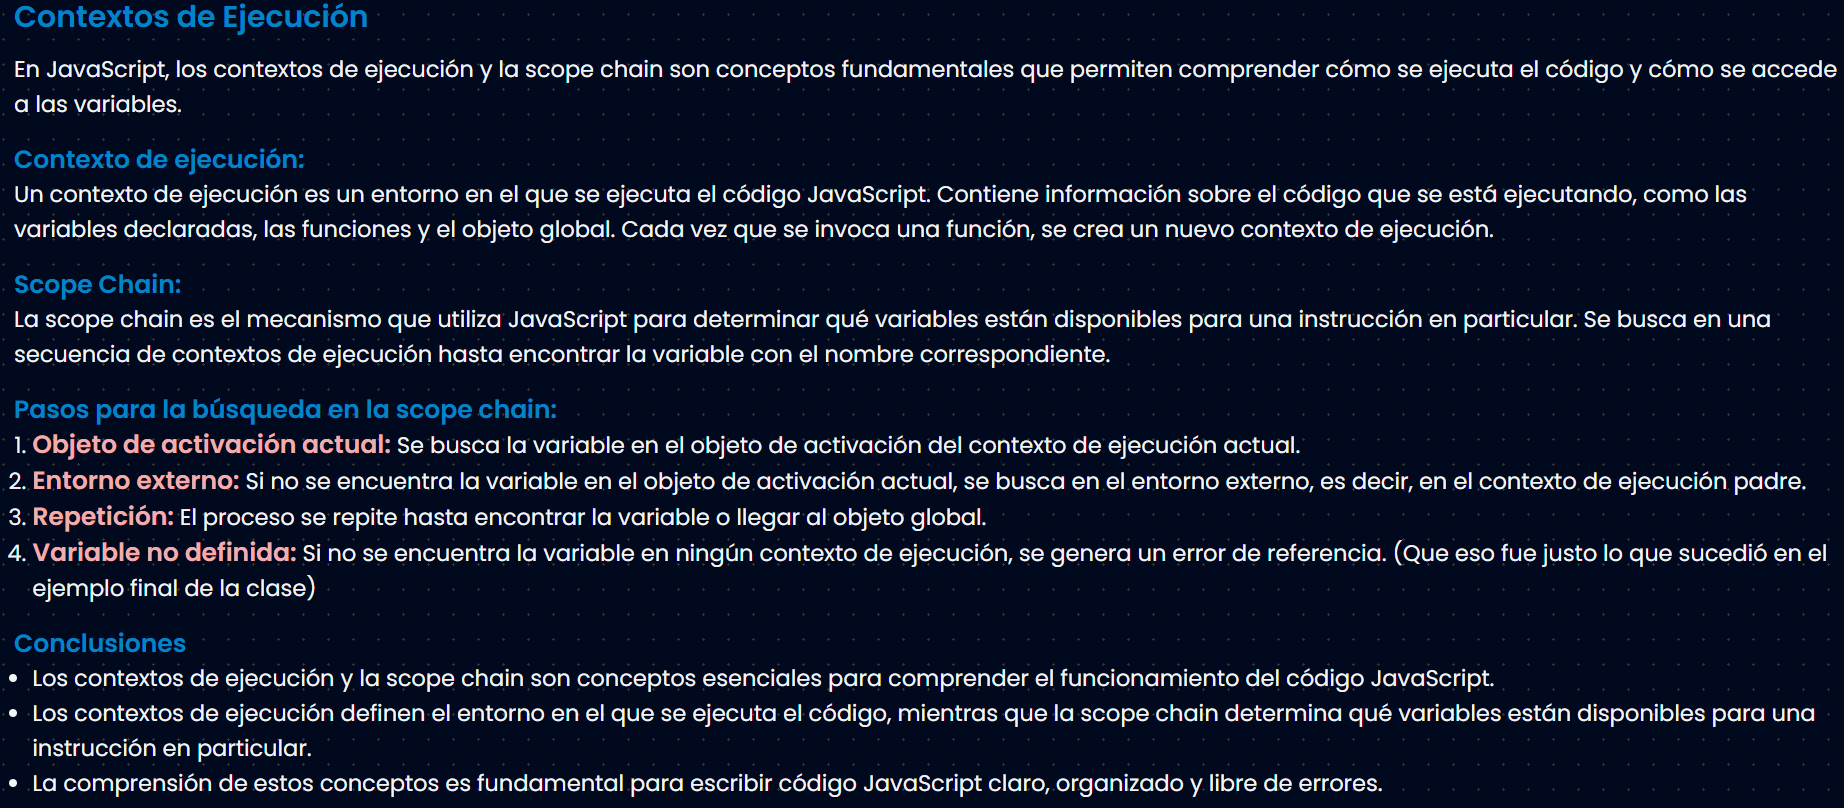 Contextos de Ejecución
En JavaScript, los contextos de ejecución y la scope chain son conceptos fundamentales que permiten comprender cómo se ejecuta el código y cómo se accede
a las variables.
Contexto de ejecución:
Un contexto de ejecución es un entorno en el que se ejecuta el código JavaScript. Contiene información sobre el código que se está ejecutando, como las
variables declaradas, las funciones y el objeto global. Cada vez que se invoca una función, se crea un nuevo contexto de ejecución.
Scope Chain:
La scope chain es el mecanismo que utiliza JavaScript para determinar qué variables están disponibles para una instrucción en particular. Se busca en una
secuencia de contextos de ejecución hasta encontrar la variable con el nombre correspondiente.
Pasos para la búsqueda en la scope chain:
1. Objeto de activación actual: Se busca la variable en el objeto de activación del contexto de ejecución actual.
2. Entorno externo: Si no se encuentra la variable en el objeto de activación actual, se busca en el entorno externo, es decir, en el contexto de ejecución padre.
3. Repetición: El proceso se repite hasta encontrar la variable o llegar al objeto global.
4. Variable no definida: Si no se encuentra la variable en ningún contexto de ejecución, se genera un error de referencia. (Que eso fue justo lo que sucedió en el
ejemplo final de la clase)
Conclusiones
• Los contextos de ejecución y la scope chain son conceptos esenciales para comprender el funcionamiento del código JavaScript.
• Los contextos de ejecución definen el entorno en el que se ejecuta el código, mientras que la scope chain determina qué variables están disponibles para una
instrucción en particular.
• La comprensión de estos conceptos es fundamental para escribir código JavaScript claro, organizado y libre de errores.